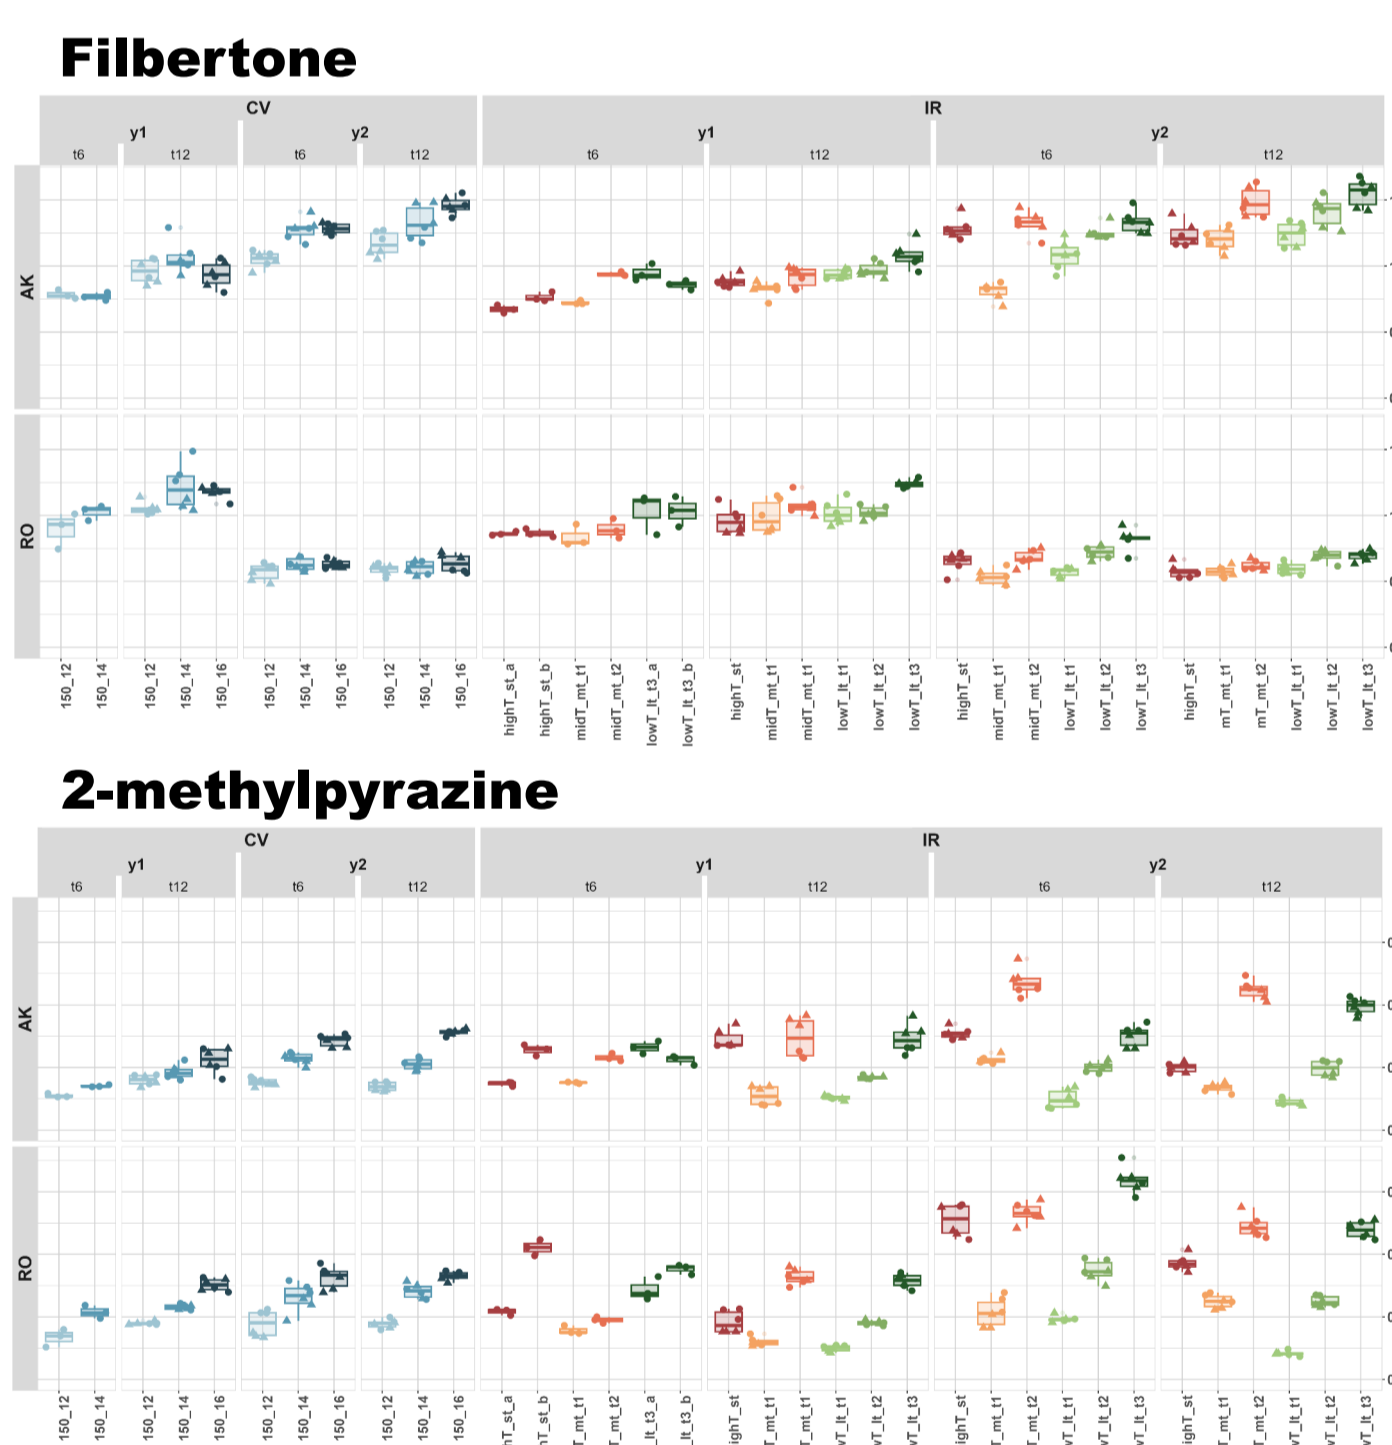 Filbertone
CV IR
y1 y2 y1 y2
t6 t12 t6 t12 t6 t12 t6 t12
AK
RO
150_12 150_14 150_12 150_14 150_16 150_12 150_14 150_16 150_12 150_14 150_16 highT_st_a highT_st_b midT_mt_t1 midT_mt_t2 lowT_lt_t3_a lowT_lt_t3_b highT_st midT_mt_t1 midT_mt_t2 lowT_lt_t1 lowT_lt_t2 lowT_lt_t3 highT_st midT_mt_t1 midT_mt_t2 lowT_lt_t1 lowT_lt_t2 lowT_lt_t3 highT_st mT_mt_t1 mT_mt_t2 lowT_lt_t1 lowT_lt_t2 lowT_lt_t3
2-methylpyrazine
CV IR
y1 y2 y1 y2
t6 t12 t6 t12 t6 t12 t6 t12
AK
RO
150_12 150_14 150_12 150_14 150_16 150_12 150_14 150_16 150_12 150_14 150_16